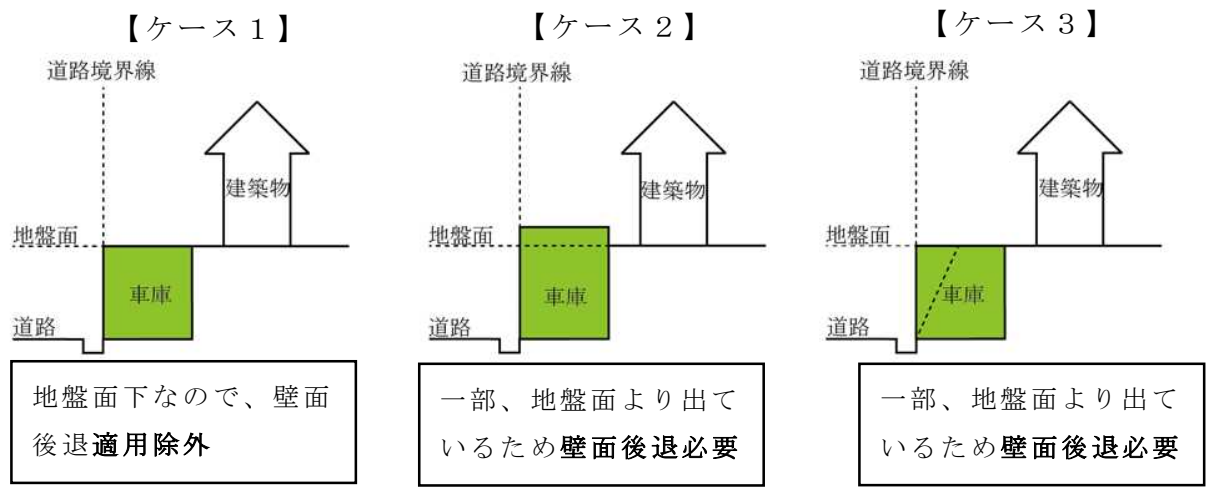 【ケース１】
道路境界線
建築物
地盤面
車庫
道路
地盤面下なので、壁面
後退適用除外
【ケース２】
道路境界線
建築物
地盤面
車庫
道路
一部、地盤面より出て
いるため壁面後退必要
【ケース３】
道路境界線
建築物
地盤面
車庫
道路
一部、地盤面より出て
いるため壁面後退必要